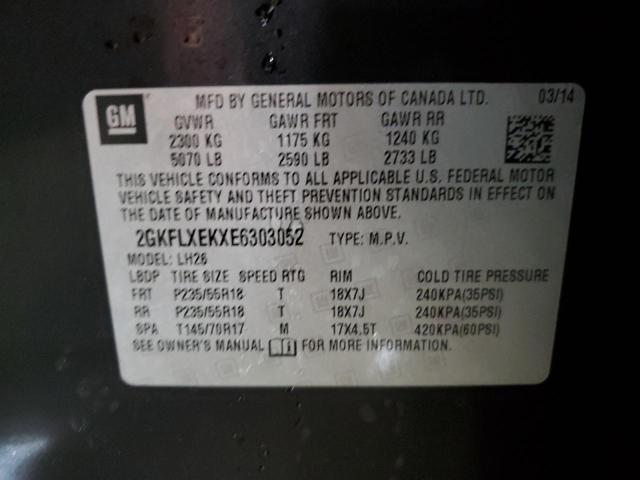 GM MFD BY GENERAL MOTORS OF CANADA LTD. 03/14
GVWR GAWR FRT GAWR RR
2300 KG 1175 KG 1240 KG
5070 LB 2590 LB 2733 LB
THIS VEHICLE CONFORMS TO ALL APPLICABLE U.S. FEDERAL MOTOR
VEHICLE SAFETY AND THEFT PREVENTION STANDARDS IN EFFECT ON
THE DATE OF MANUFACTURE SHOWN ABOVE.
2GKFLXEKXE6303052 TYPE: M.P.V.
MODEL: LH26
LBDP TIRE SIZE SPEED RTG RIM COLD TIRE PRESSURE
FRT P235/55R18 T 18X7J 240KPA(35PSI)
RR P235/55R18 T 18X7J 240KPA(35PSI)
SPA T145/70R17 M 17X4.5T 420KPA(60PSI)
SEE OWNER'S MANUAL FOR MORE INFORMATION.